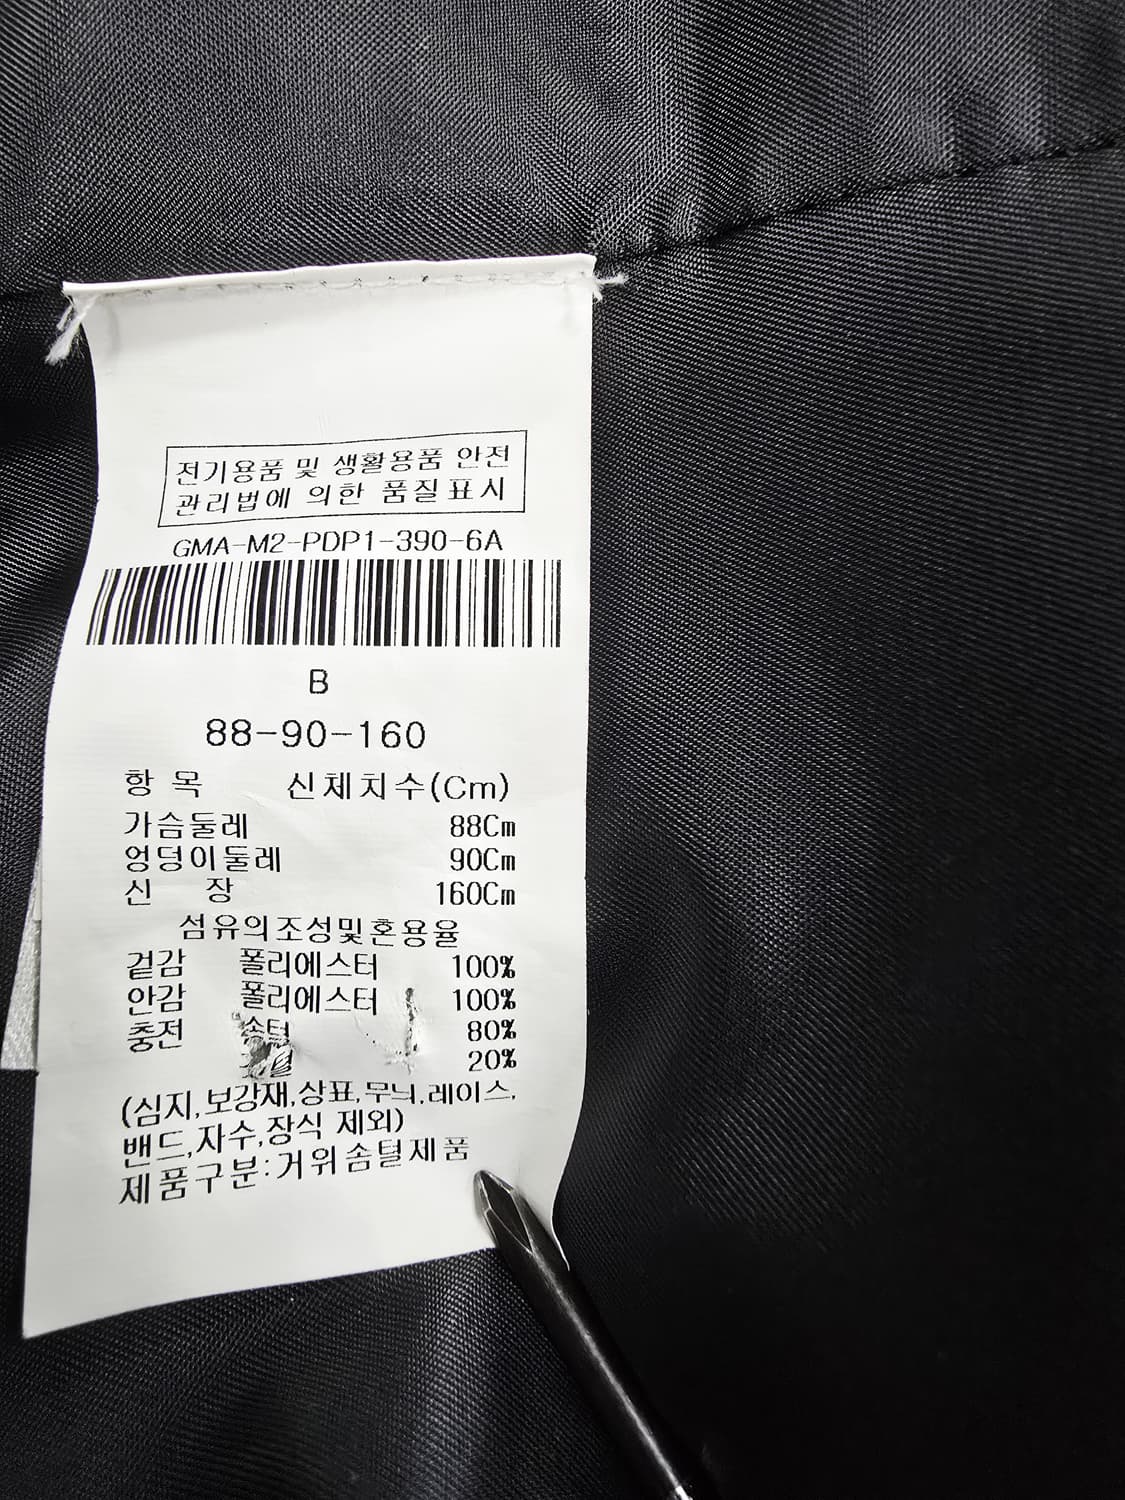 전기용품 및 생활용품 안전
관리법에 의한 품질표시
GMA-M2-PDP1-390-6A
B
88-90-160
항 목 신체치수(Cm)
가슴둘레 88Cm
엉덩이둘레 90Cm
신 장 160Cm
섬유의조성및혼용율
겉감 폴리에스터 100%
안감 폴리에스터 100%
충전 솜털 80%
20%
(심지,보강재,상표,무늬,레이스,
밴드,자수,장식 제외)
제품구분:거위솜털제품